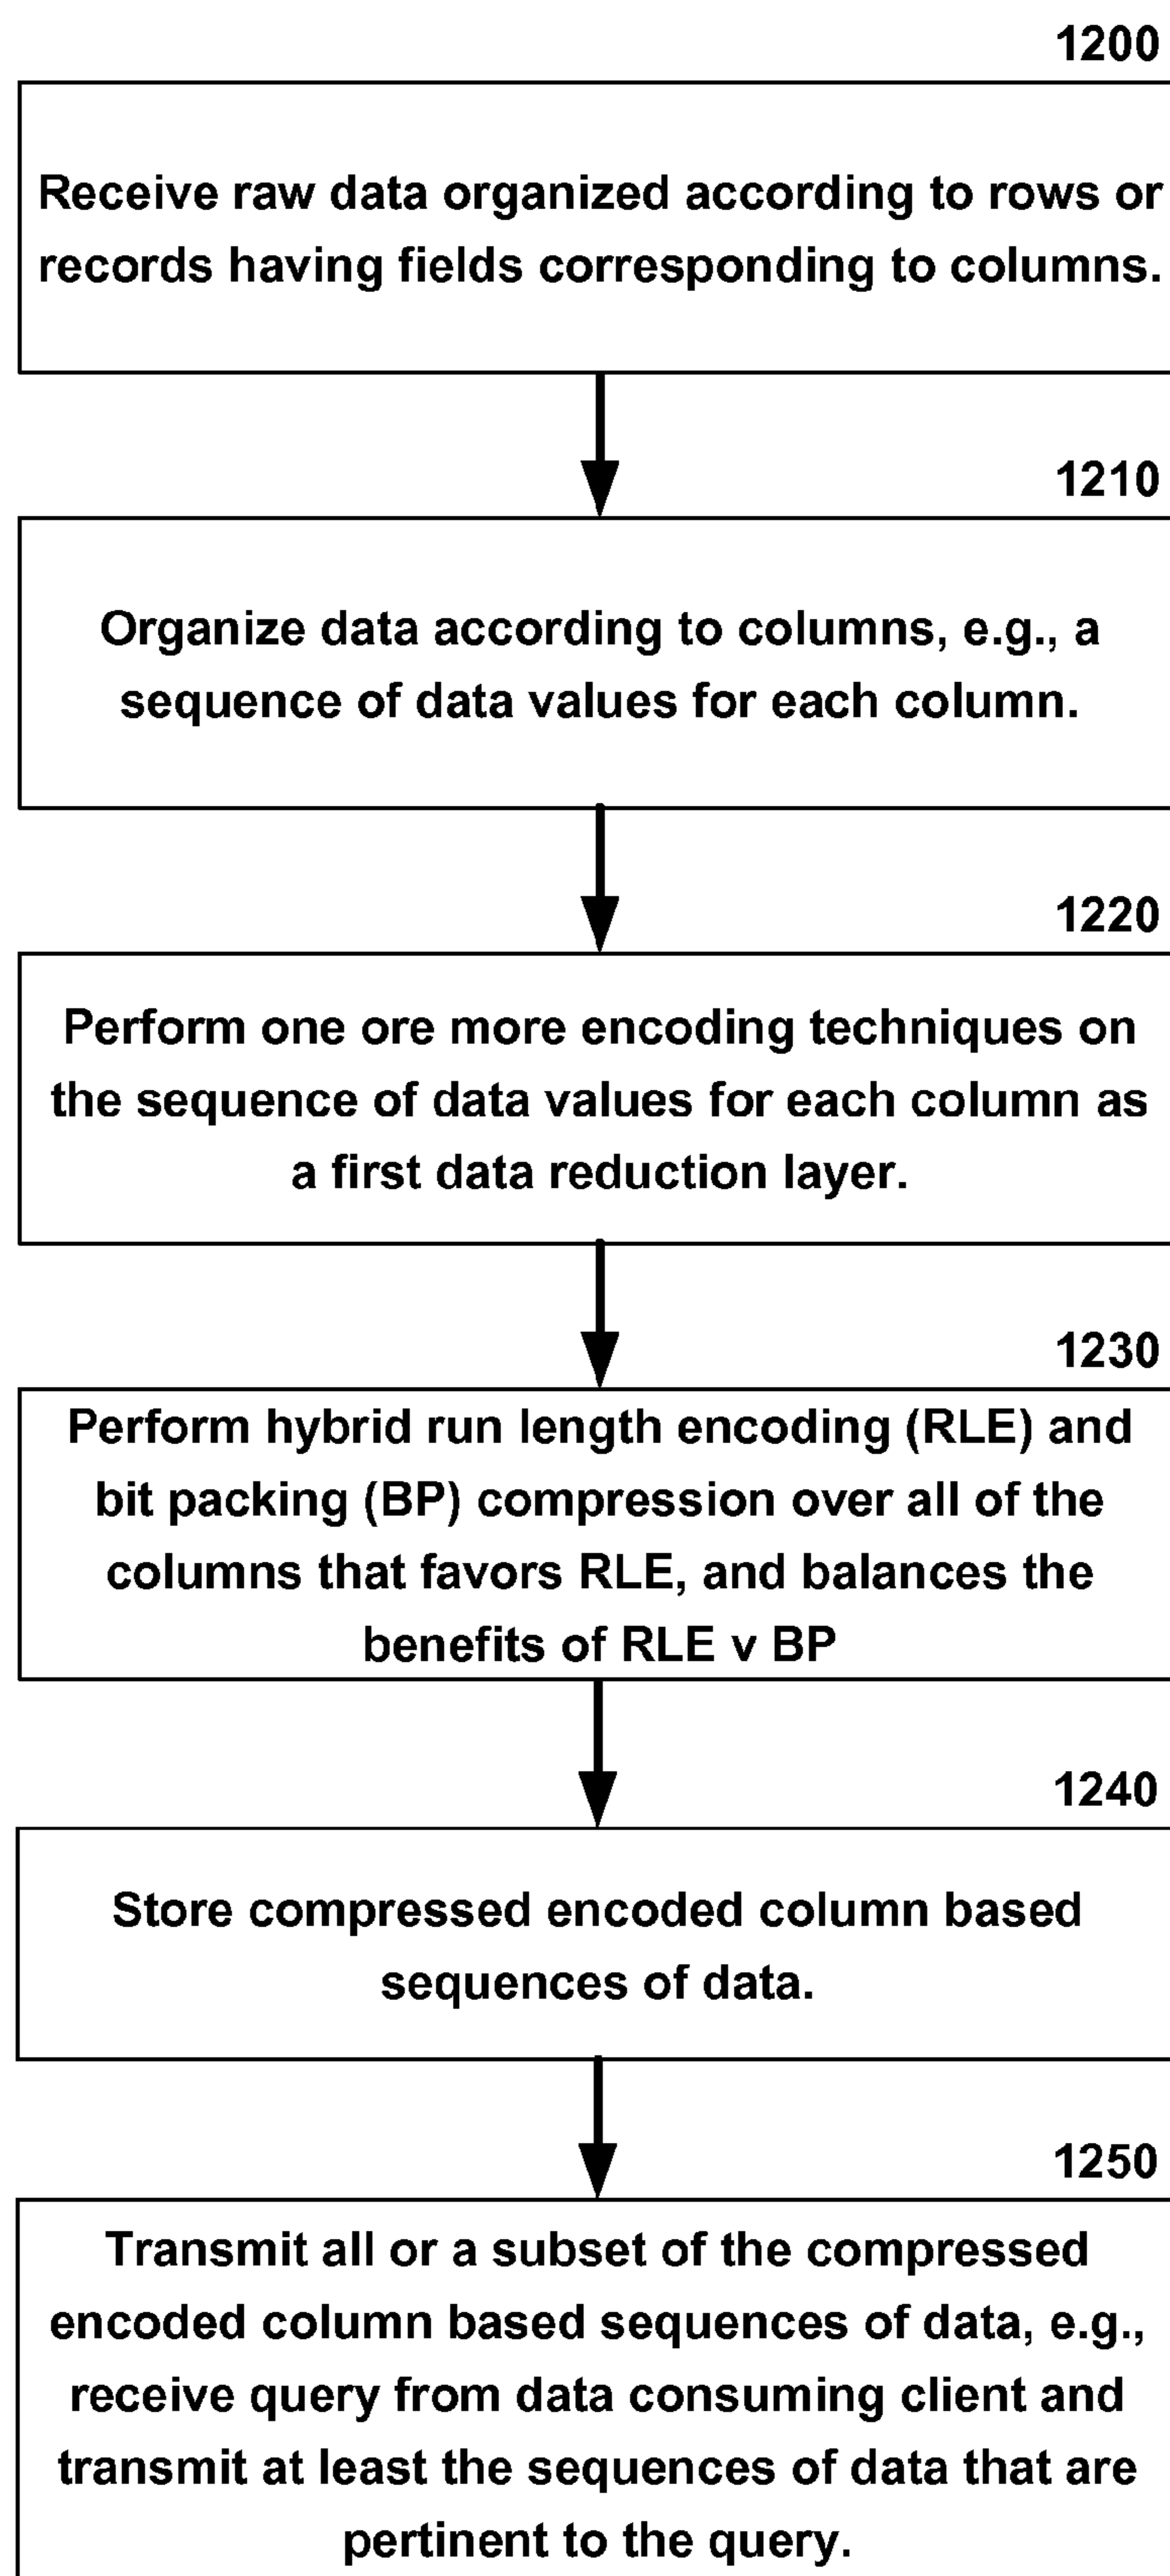 1200
Receive raw data organized according to rows or
records having fields corresponding to columns.
1210
Organize data according to columns, e.g., a
sequence of data values for each column.
1220
Perform one ore more encoding techniques on
the sequence of data values for each column as
a first data reduction layer.
1230
Perform hybrid run length encoding (RLE) and
bit packing (BP) compression over all of the
columns that favors RLE, and balances the
benefits of RLE v BP
1240
Store compressed encoded column based
sequences of data.
1250
Transmit all or a subset of the compressed
encoded column based sequences of data, e.g.,
receive query from data consuming client and
transmit at least the sequences of data that are
pertinent to the query.